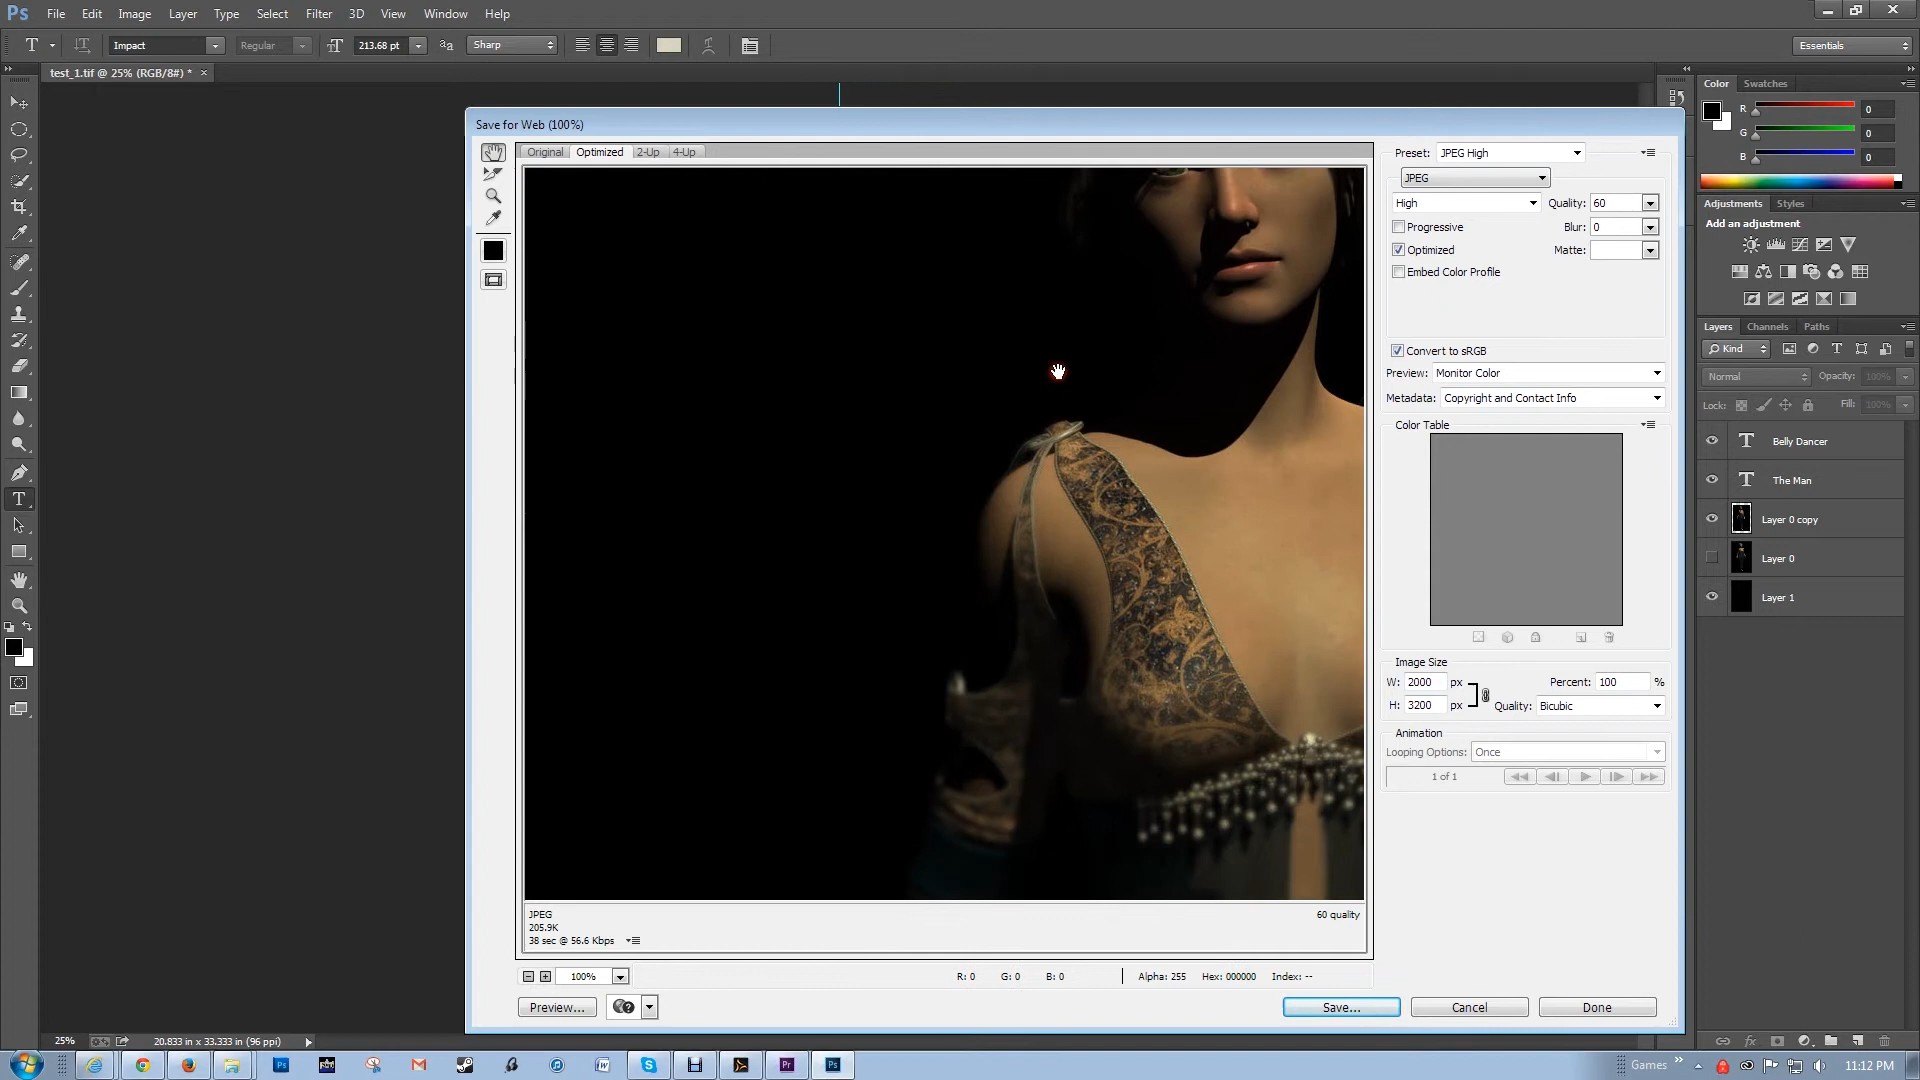 Ps File Edit Image Layer Type Select Filter 3D View Window Help
T Impact Regular 213.68 pt Sharp Essentials
test_1.tif @ 25% (RGB/8#) * ×
Save for Web (100%)
Original Optimized 2-Up 4-Up
JPEG
205.9K
38 sec @ 56.6 Kbps
60 quality
100% R: 0 G: 0 B: 0 Alpha: 255 Hex: 000000 Index: --
Preview... Save... Cancel Done
Preset: JPEG High
JPEG
High Quality: 60
Progressive Blur: 0
Optimized Matte:
Embed Color Profile
Convert to sRGB
Preview: Monitor Color
Metadata: Copyright and Contact Info
Color Table
Image Size
W: 2000 px Percent: 100 %
H: 3200 px Quality: Bicubic
Animation
Looping Options: Once
1 of 1
Color Swatches
R 0
G 0
B 0
Adjustments Styles
Add an adjustment
Layers Channels Paths
Kind
Normal Opacity: 100%
Lock: Fill: 100%
Belly Dancer
The Man
Layer 0 copy
Layer 0
Layer 1
25% 20.833 in x 33.333 in (96 ppi)
Games 11:12 PM